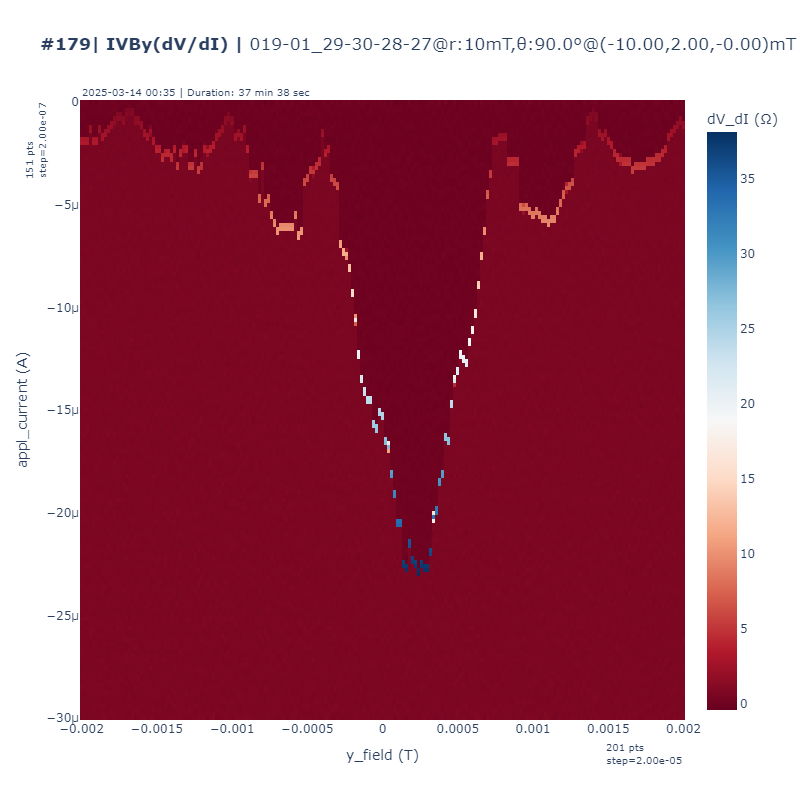 #179| IVBy(dV/dI) | 019-01_29-30-28-27@r:10mT,θ:90.0º@(-10.00,2.00,-0.00)mT
2025-03-14 00:35 | Duration: 37 min 38 sec
151 pts
step=2.00e-07
appl_current (A)
0
−5μ
−10μ
−15μ
−20μ
−25μ
−30μ
−0.002
−0.0015
−0.001
−0.0005
0
0.0005
0.001
0.0015
0.002
y_field (T)
201 pts
step=2.00e-05
dV_dI (Ω)
35
30
25
20
15
10
5
0